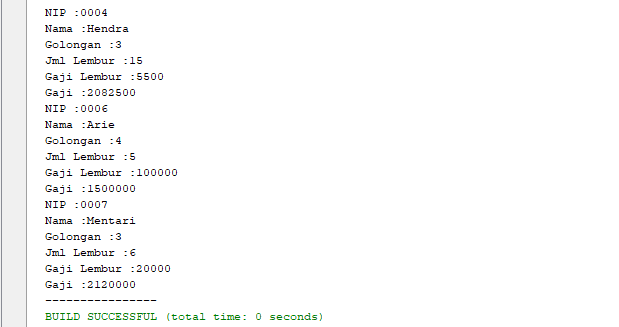 NIP :0004
Nama :Hendra
Golongan :3
Jml Lembur :15
Gaji Lembur :5500
Gaji :2082500
NIP :0006
Nama :Arie
Golongan :4
Jml Lembur :5
Gaji Lembur :100000
Gaji :1500000
NIP :0007
Nama :Mentari
Golongan :3
Jml Lembur :6
Gaji Lembur :20000
Gaji :2120000
----------------
BUILD SUCCESSFUL (total time: 0 seconds)